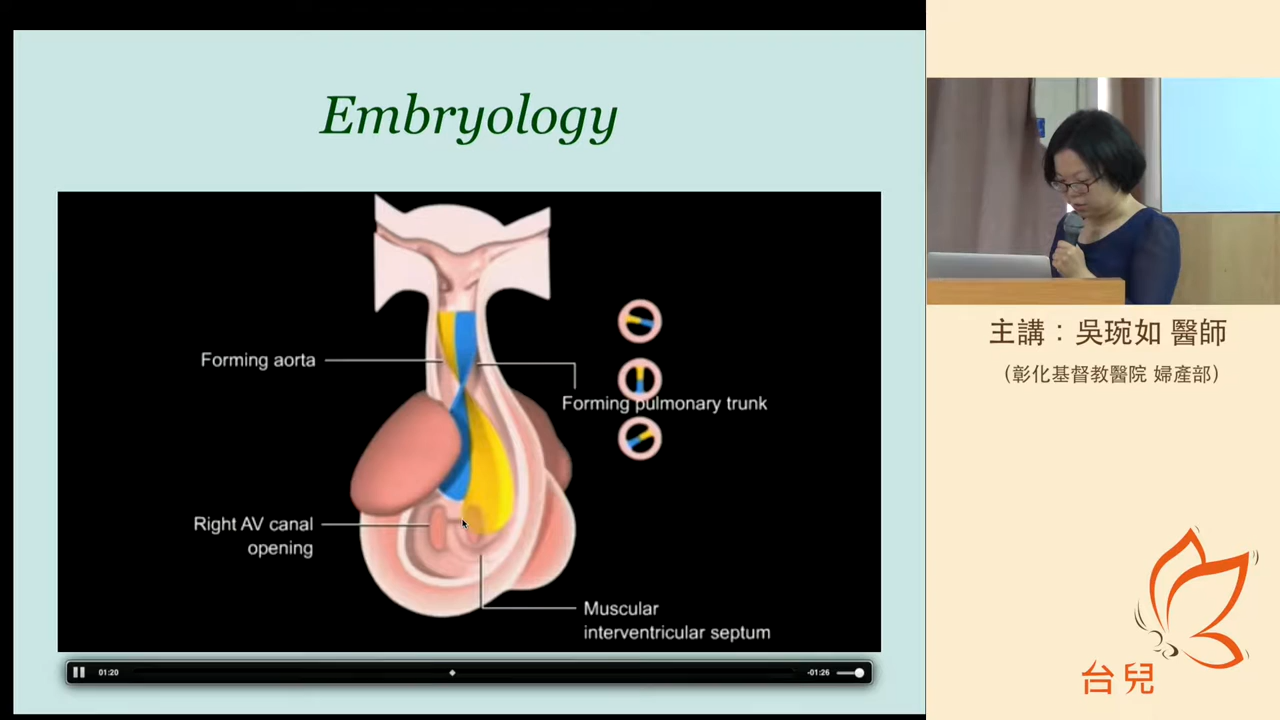 Embryology
Forming aorta
Forming pulmonary trunk
Right AV canal
opening
Muscular
interventricular septum
01:20
-01:26
主講：吳琬如 醫師
（彰化基督教醫院 婦產部）
台兒